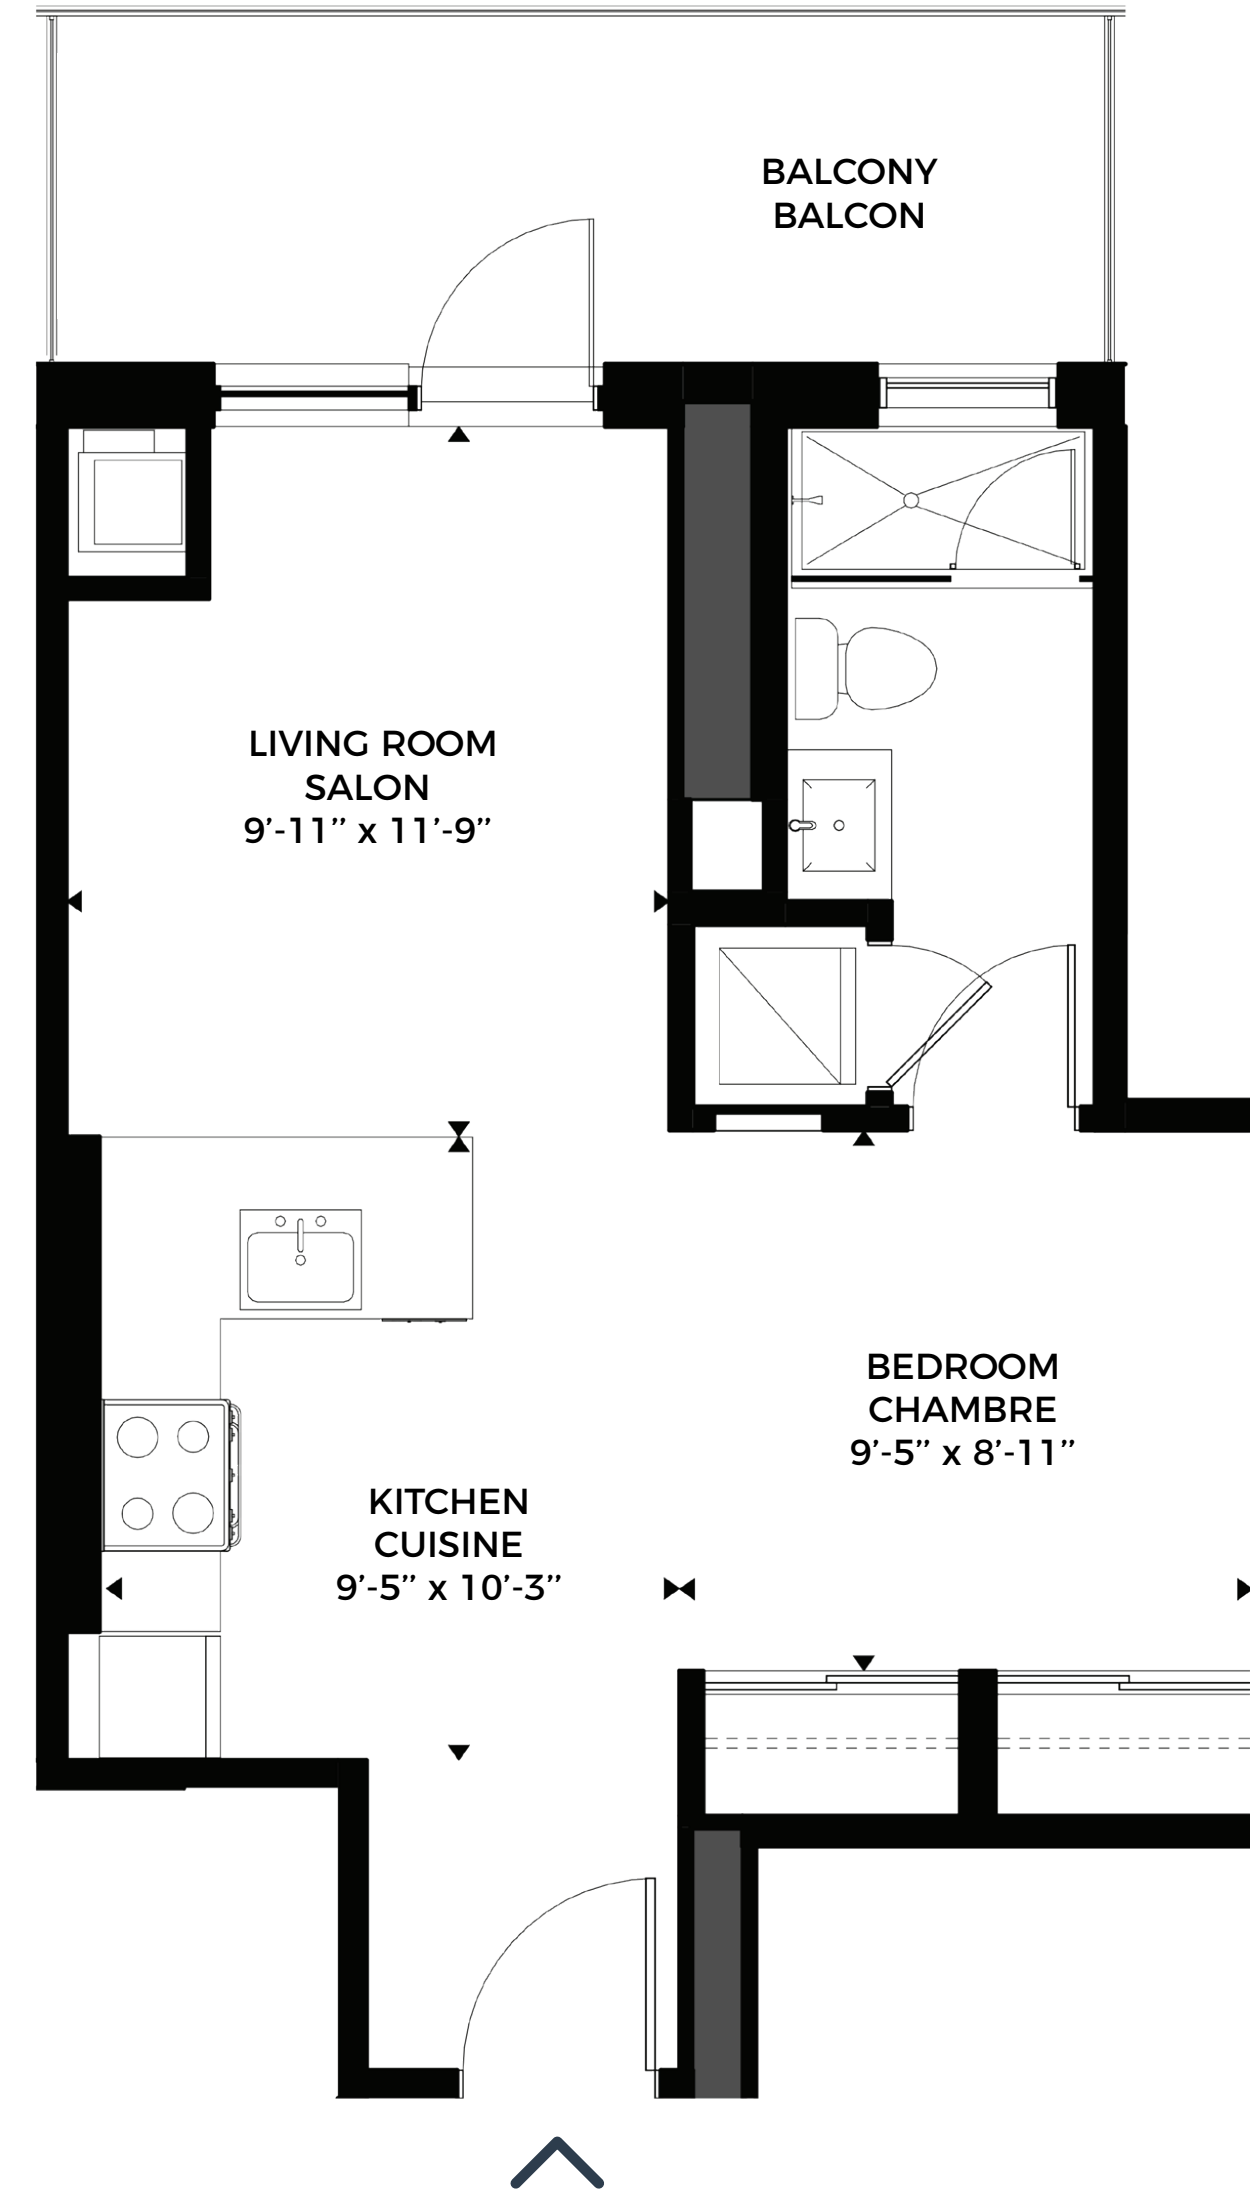 BALCONY
BALCON
LIVING ROOM
SALON
9’-11” x 11’-9”
BEDROOM
CHAMBRE
9’-5” x 8’-11”
KITCHEN
CUISINE
9’-5” x 10’-3”